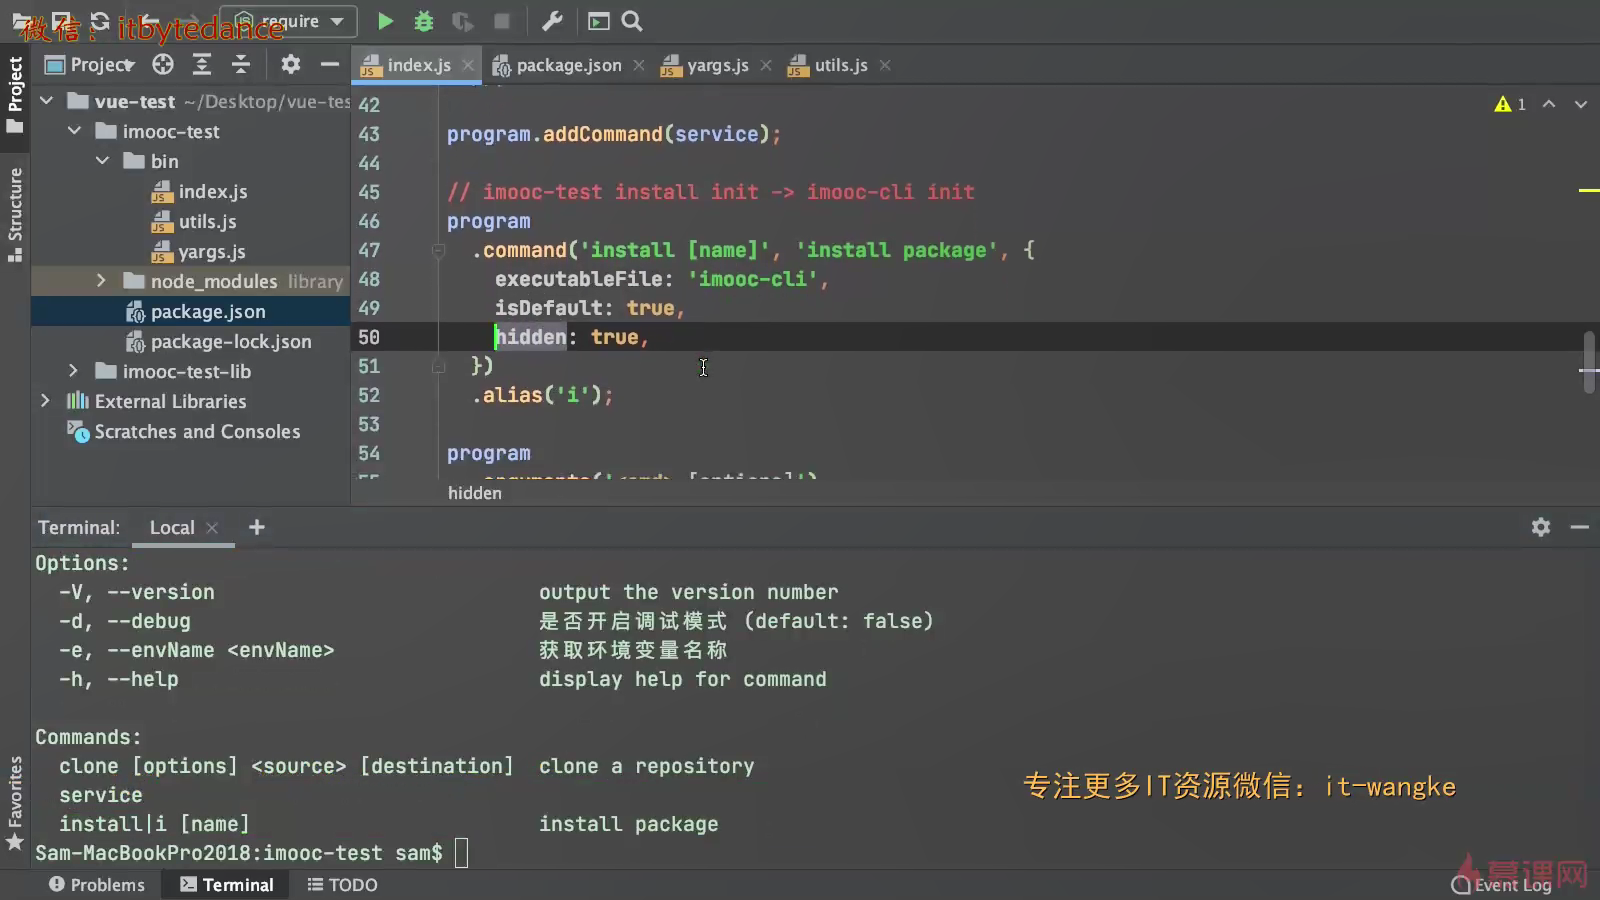 微信：itbytedance
require
Project
index.js
package.json
yargs.js
utils.js
Project
Structure
Favorites
vue-test ~/Desktop/vue-tes
imooc-test
bin
index.js
utils.js
yargs.js
node_modules library
package.json
package-lock.json
imooc-test-lib
External Libraries
Scratches and Consoles
1
42
43 program.addCommand(service);
44
45 // imooc-test install init -> imooc-cli init
46 program
47 .command('install [name]', 'install package', {
48 executableFile: 'imooc-cli',
49 isDefault: true,
50 hidden: true,
51 })
52 .alias('i');
53
54 program
55 .arguments('<cmd> [options]')
hidden
Terminal: Local
Options:
-V, --version output the version number
-d, --debug 是否开启调试模式 (default: false)
-e, --envName <envName> 获取环境变量名称
-h, --help display help for command
Commands:
clone [options] <source> [destination] clone a repository
service
install|i [name] install package
Sam-MacBookPro2018:imooc-test sam$
专注更多IT资源微信：it-wangke
慕课网
Problems
Terminal
TODO
Event Log